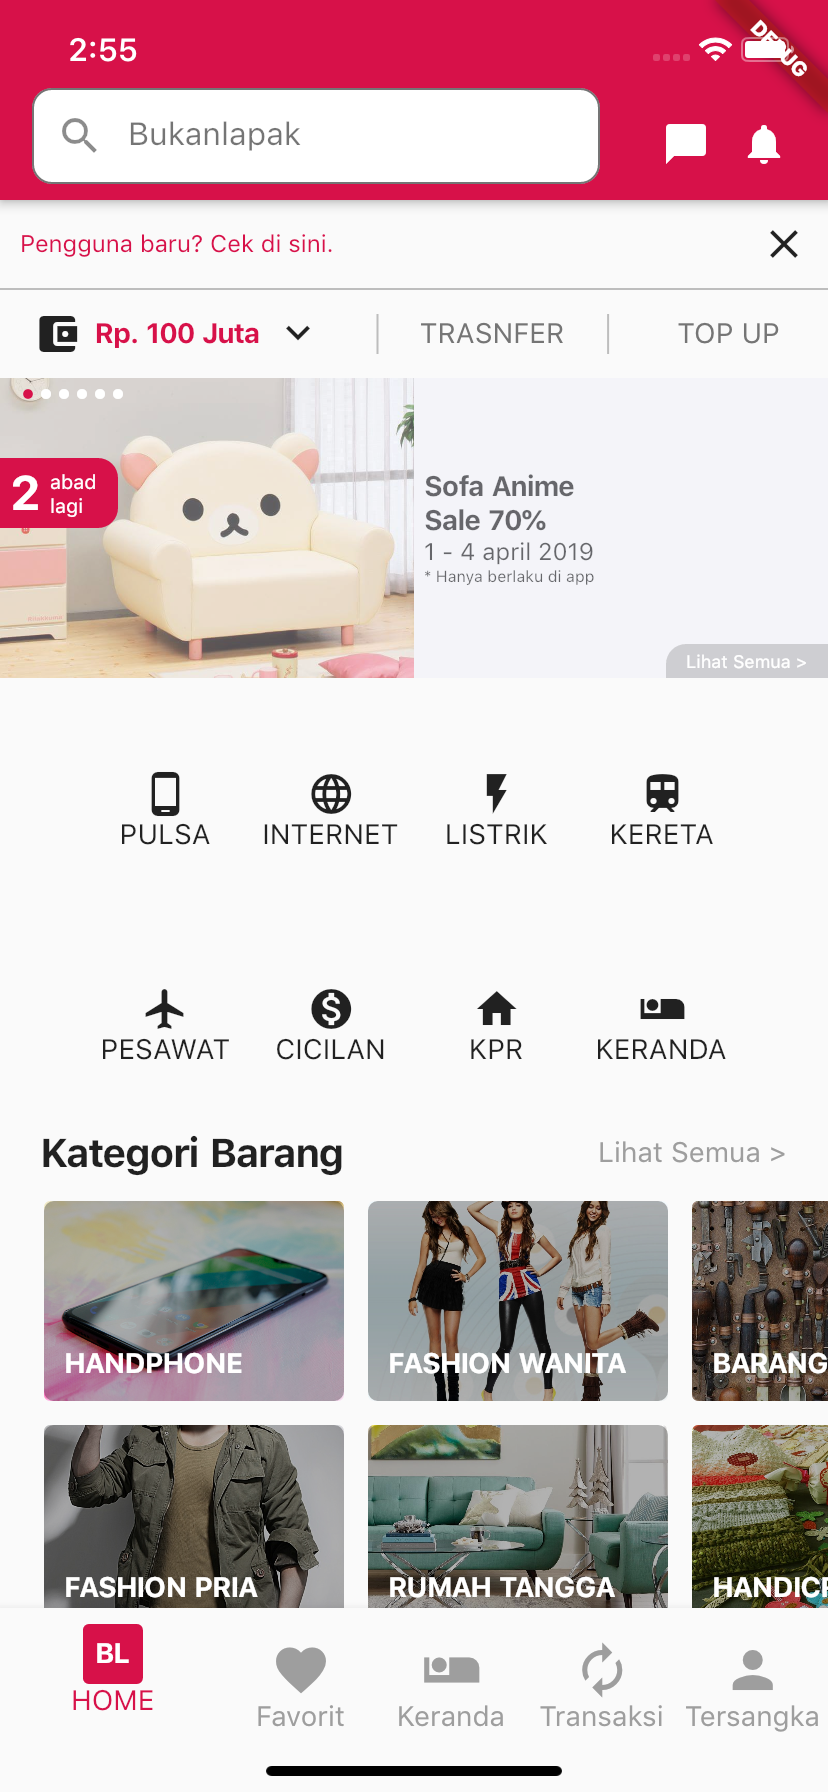 2:55
DEBUG
Bukanlapak
Pengguna baru? Cek di sini.
Rp. 100 Juta
TRASNFER
TOP UP
2 abad
lagi
Sofa Anime
Sale 70%
1 - 4 april 2019
* Hanya berlaku di app
Lihat Semua >
PULSA
INTERNET
LISTRIK
KERETA
PESAWAT
CICILAN
KPR
KERANDA
Kategori Barang
Lihat Semua >
HANDPHONE
FASHION WANITA
BARANG
FASHION PRIA
RUMAH TANGGA
HANDICR
BL
HOME
Favorit
Keranda
Transaksi
Tersangka